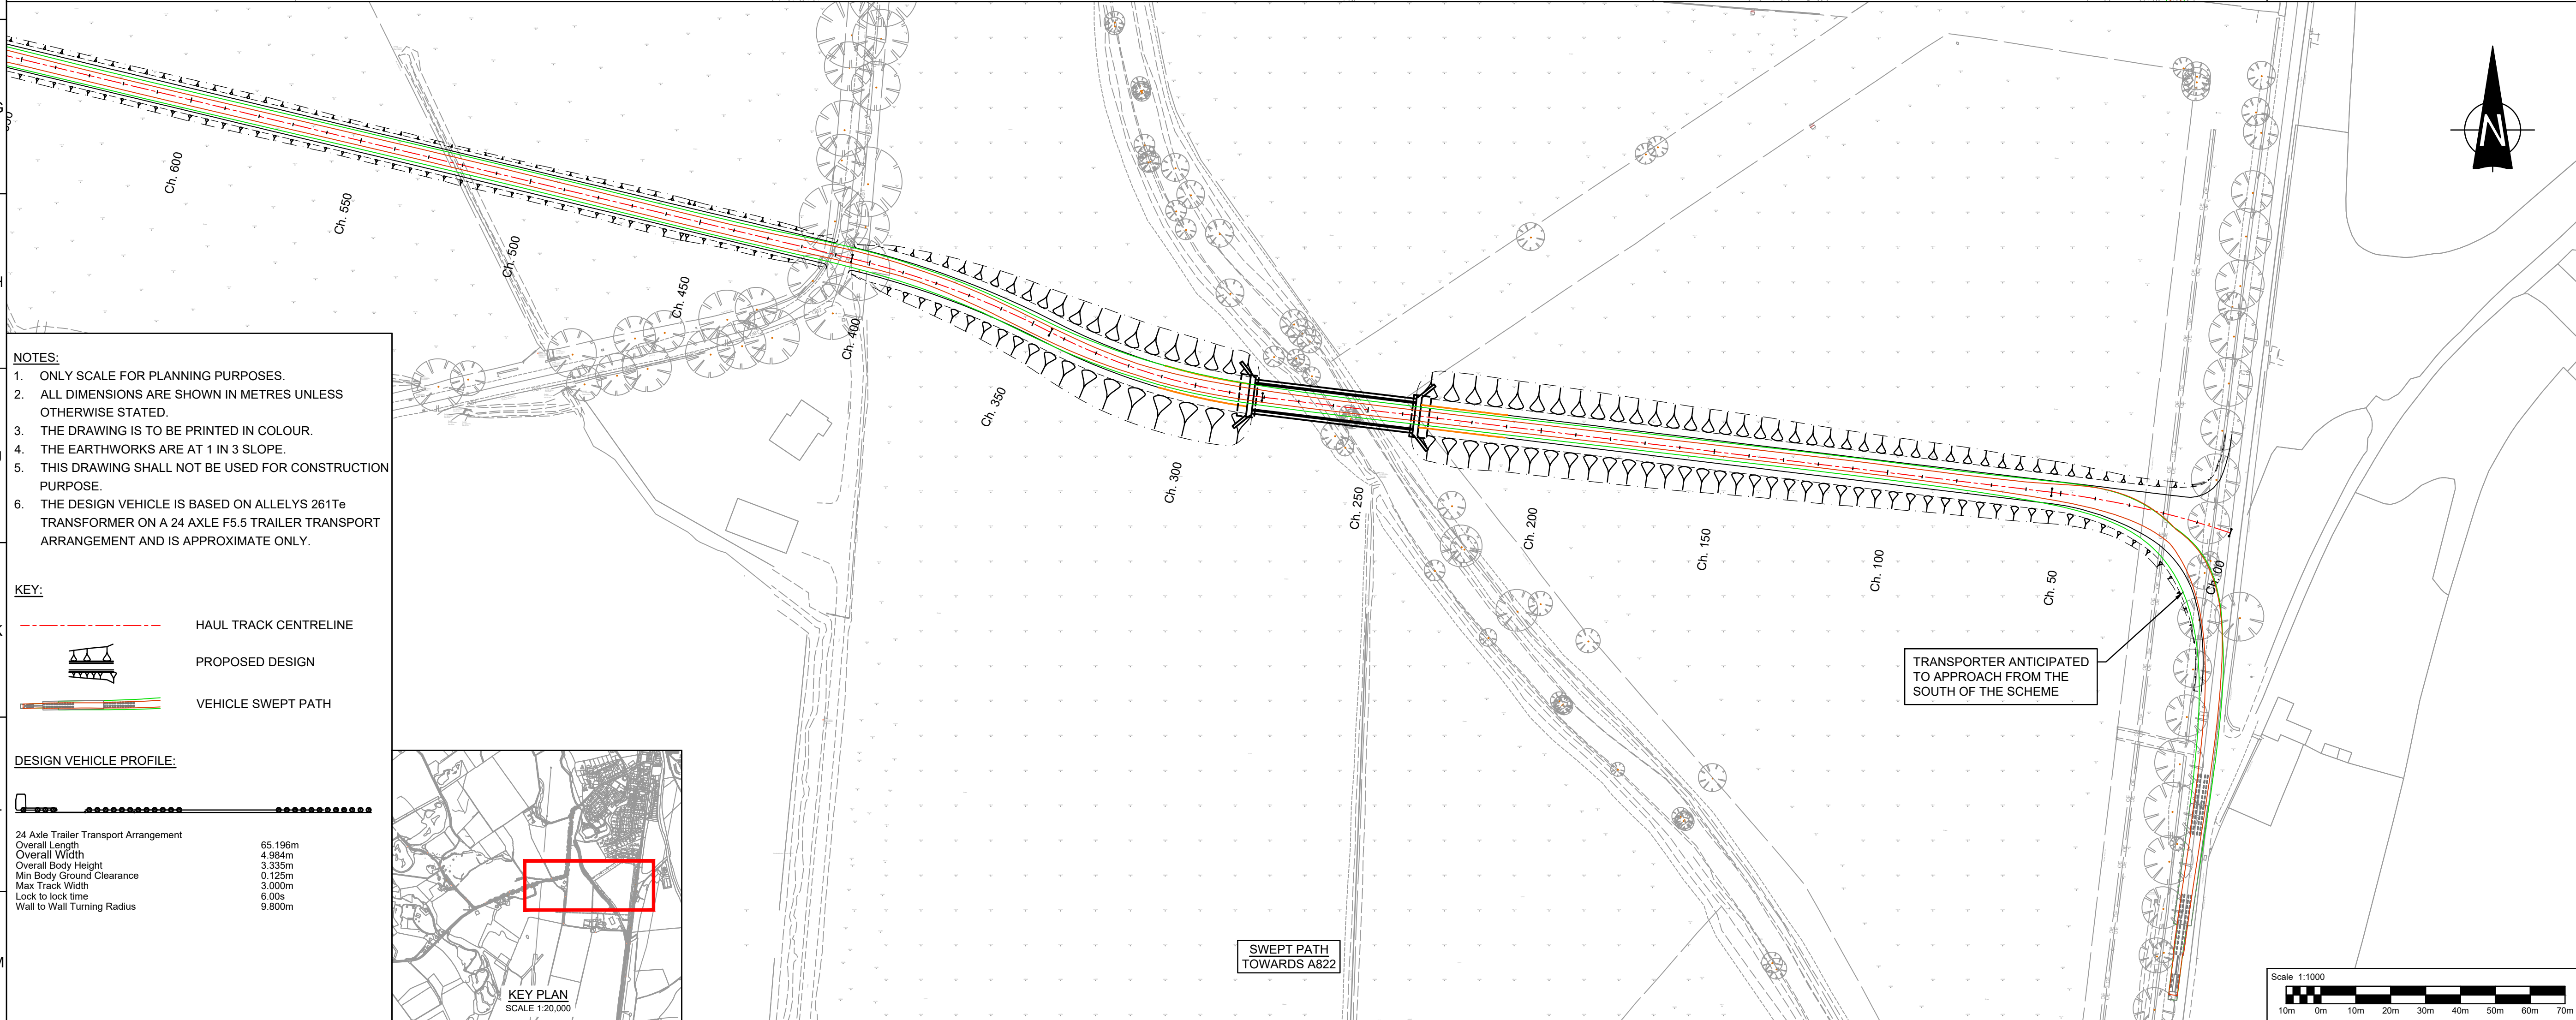 N
Ch. 600
Ch. 550
Ch. 500
Ch. 450
Ch. 400
Ch. 350
Ch. 300
Ch. 250
Ch. 200
Ch. 150
Ch. 100
Ch. 50
Ch. 00
NOTES:
1. ONLY SCALE FOR PLANNING PURPOSES.
2. ALL DIMENSIONS ARE SHOWN IN METRES UNLESS
OTHERWISE STATED.
3. THE DRAWING IS TO BE PRINTED IN COLOUR.
4. THE EARTHWORKS ARE AT 1 IN 3 SLOPE.
5. THIS DRAWING SHALL NOT BE USED FOR CONSTRUCTION
PURPOSE.
6. THE DESIGN VEHICLE IS BASED ON ALLELYS 261Te
TRANSFORMER ON A 24 AXLE F5.5 TRAILER TRANSPORT
ARRANGEMENT AND IS APPROXIMATE ONLY.
KEY:
HAUL TRACK CENTRELINE
PROPOSED DESIGN
VEHICLE SWEPT PATH
DESIGN VEHICLE PROFILE:
24 Axle Trailer Transport Arrangement
Overall Length 65.196m
Overall Width 4.984m
Overall Body Height 3.335m
Min Body Ground Clearance 0.125m
Max Track Width 3.000m
Lock to lock time 6.00s
Wall to Wall Turning Radius 9.800m
KEY PLAN
SCALE 1:20,000
SWEPT PATH
TOWARDS A822
TRANSPORTER ANTICIPATED
TO APPROACH FROM THE
SOUTH OF THE SCHEME
Scale 1:1000
10m 0m 10m 20m 30m 40m 50m 60m 70m